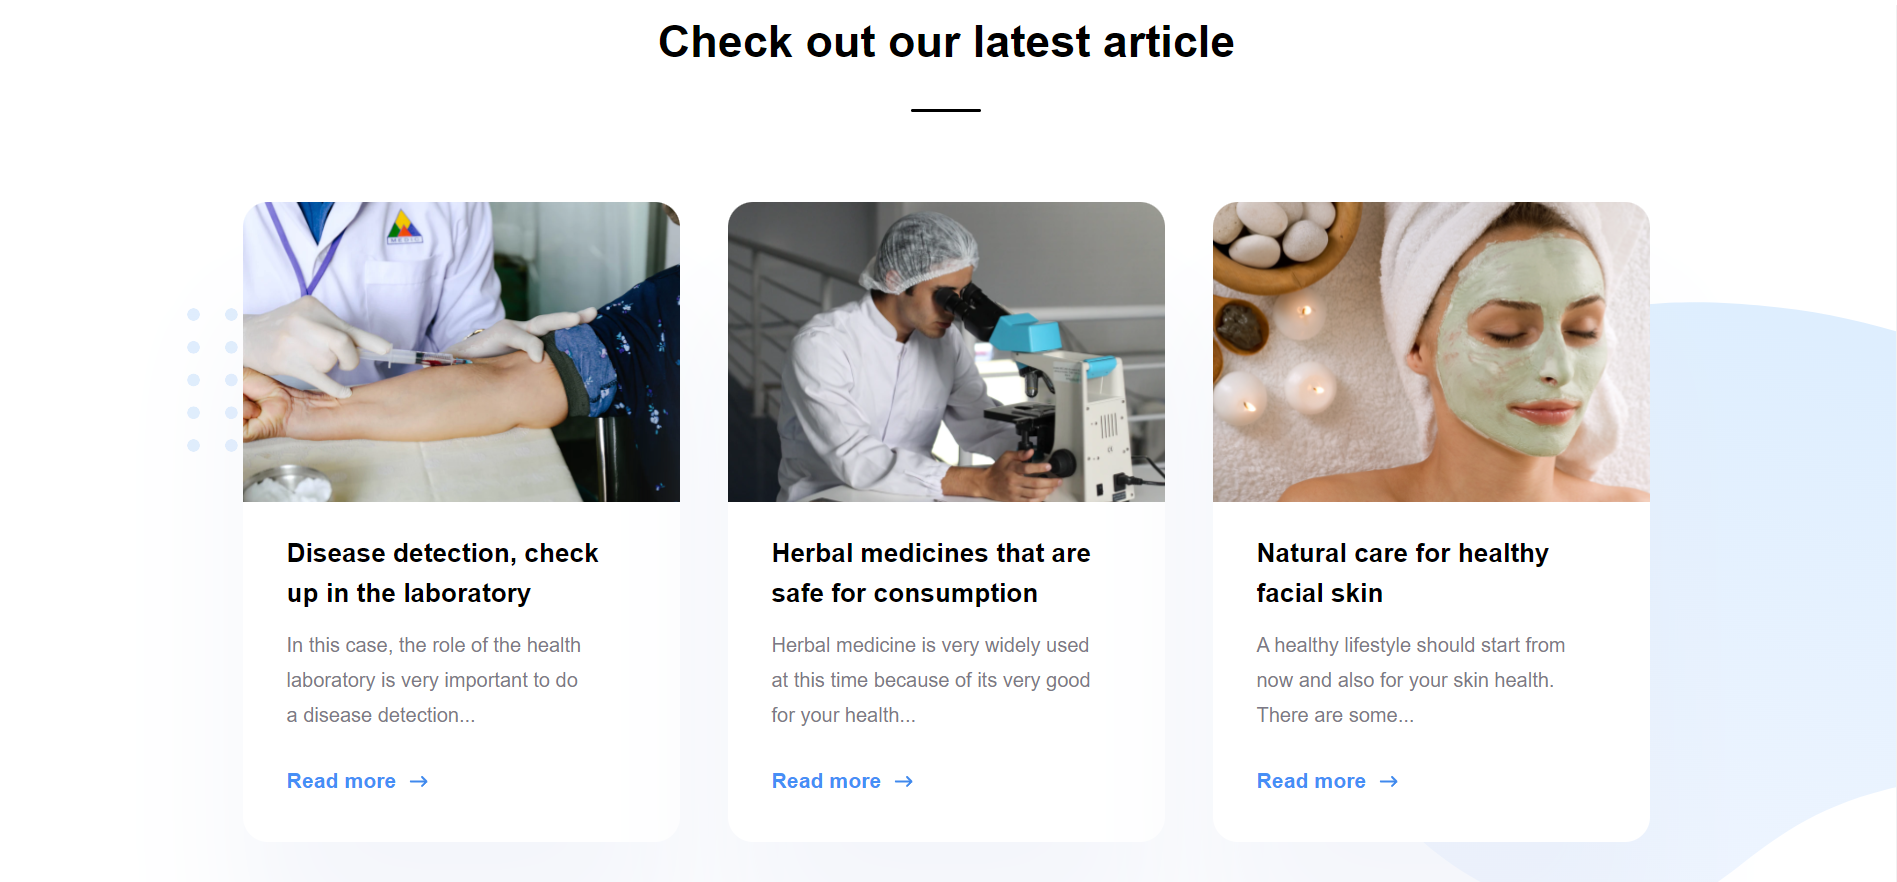 Check out our latest article
MEDIU
Disease detection, check
up in the laboratory
In this case, the role of the health
laboratory is very important to do
a disease detection...
Read more
Herbal medicines that are
safe for consumption
Herbal medicine is very widely used
at this time because of its very good
for your health...
Read more
Natural care for healthy
facial skin
A healthy lifestyle should start from
now and also for your skin health.
There are some...
Read more